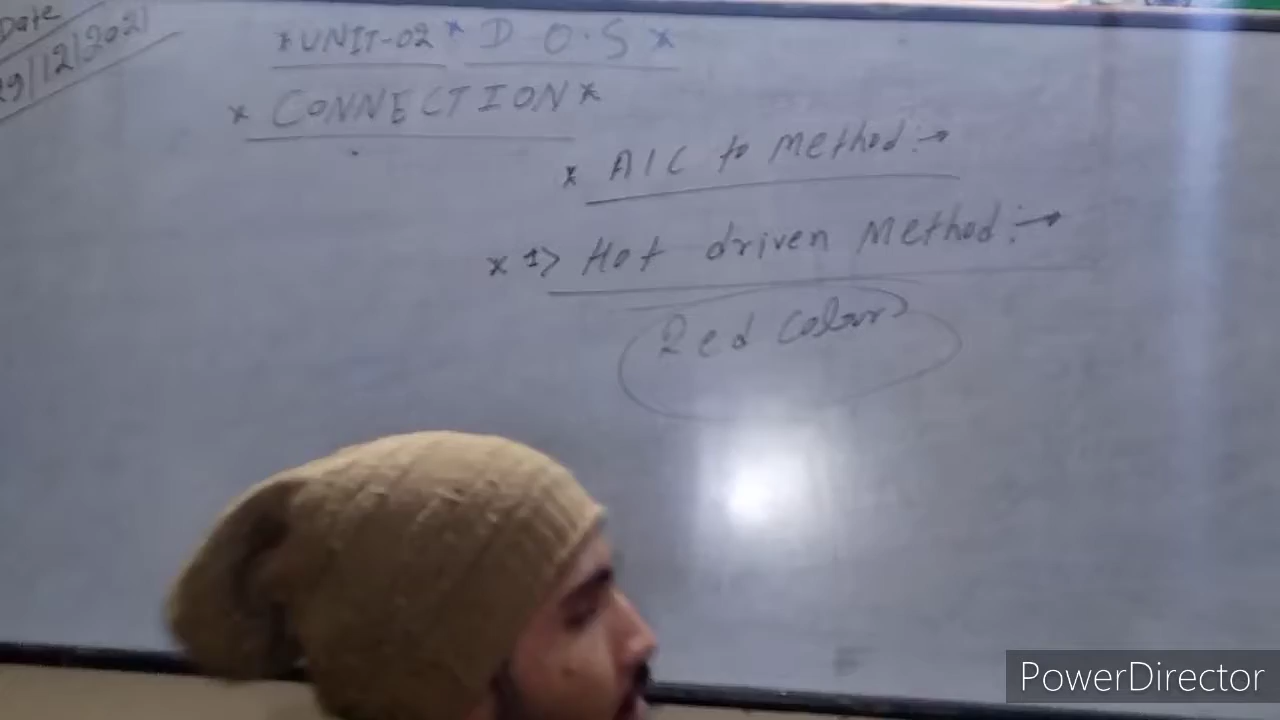 Date
29/12/2021
*UNIT-02* D O.S *
* CONNECTION *
* A/C to Method:→
* 1> Hot driven Method:→
Red Colour
PowerDirector